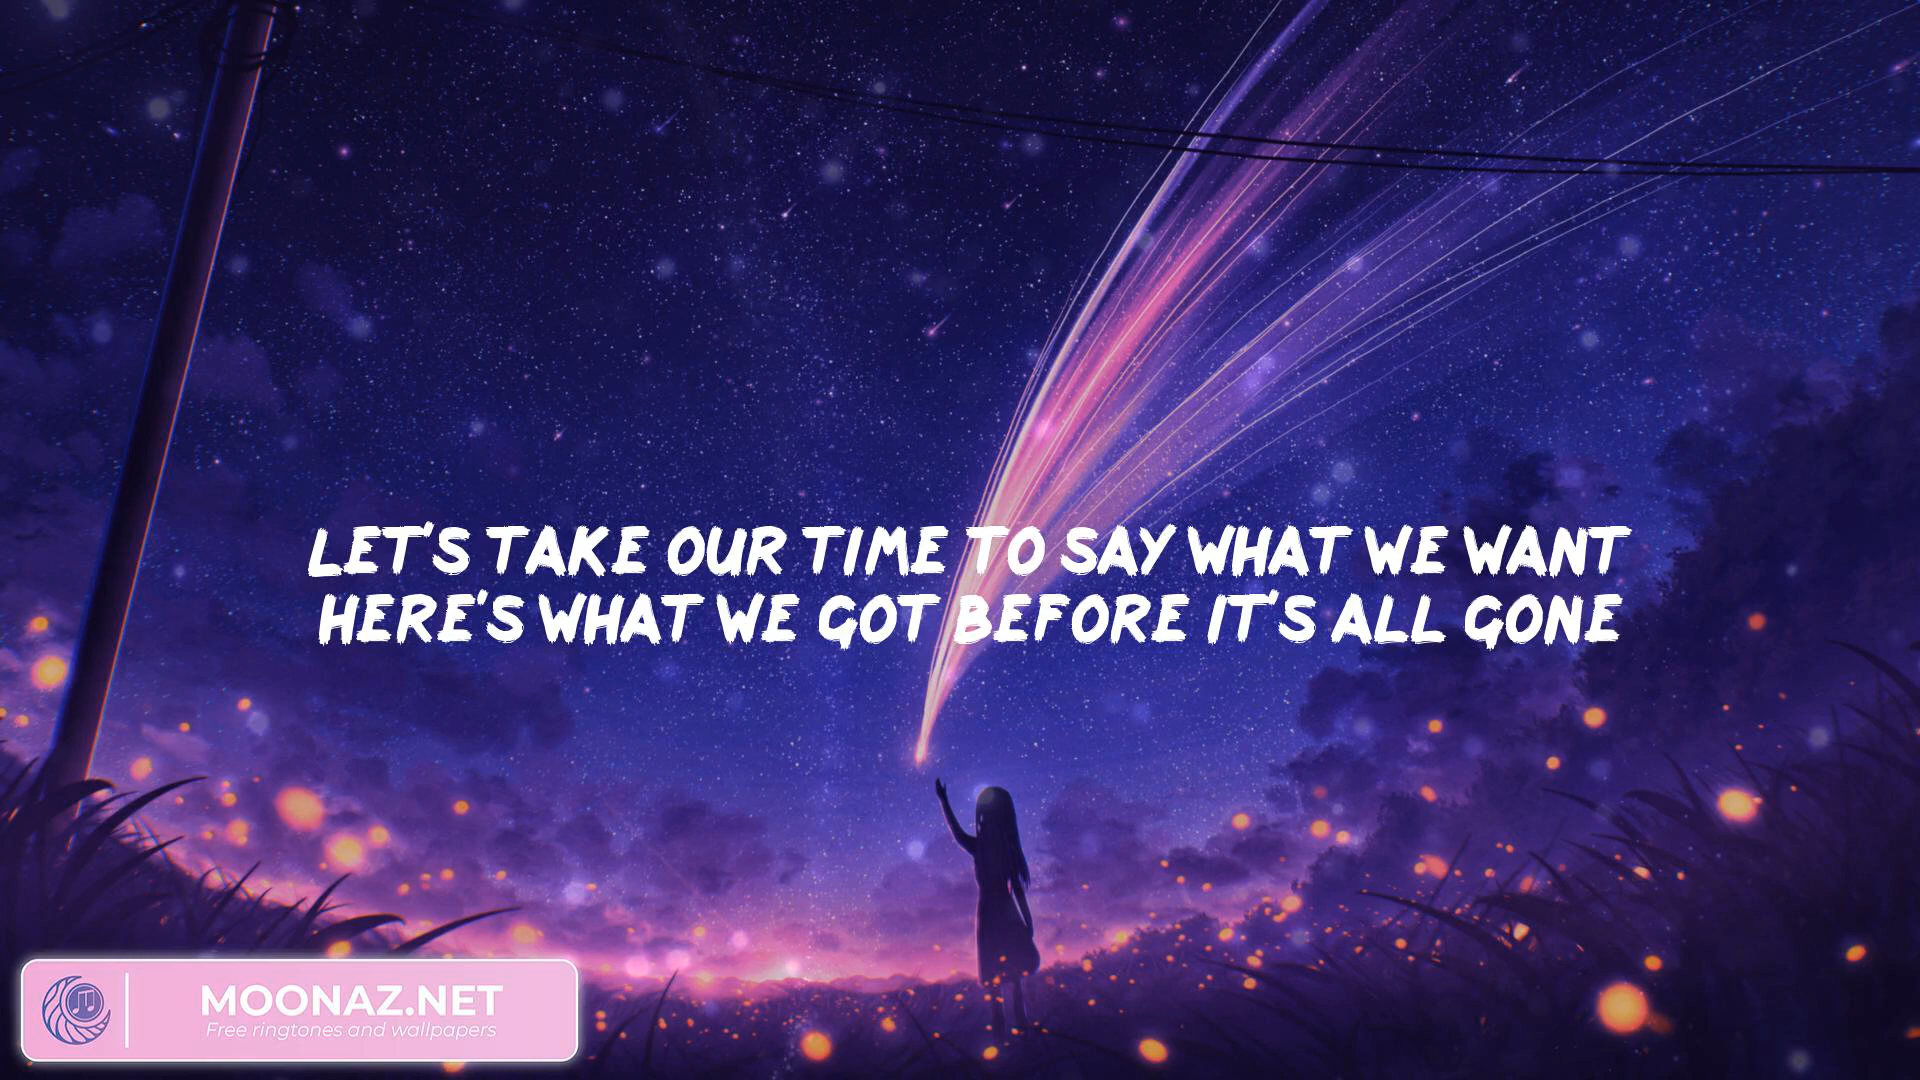 LET'S TAKE OUR TIME TO SAY WHAT WE WANT
HERE'S WHAT WE GOT BEFORE IT'S ALL GONE
MOONAZ.NET
Free ringtones and wallpapers